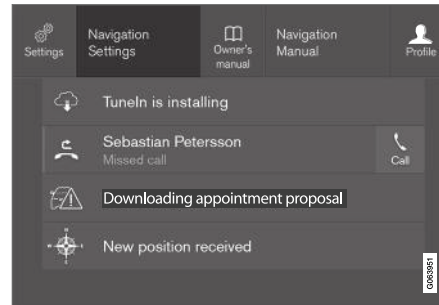 Settings
Navigation
Settings
Owner's
manual
Navigation
Manual
Profile
TuneIn is installing
Sebastian Petersson
Missed call
Call
Downloading appointment proposal
N
New position received
G063951